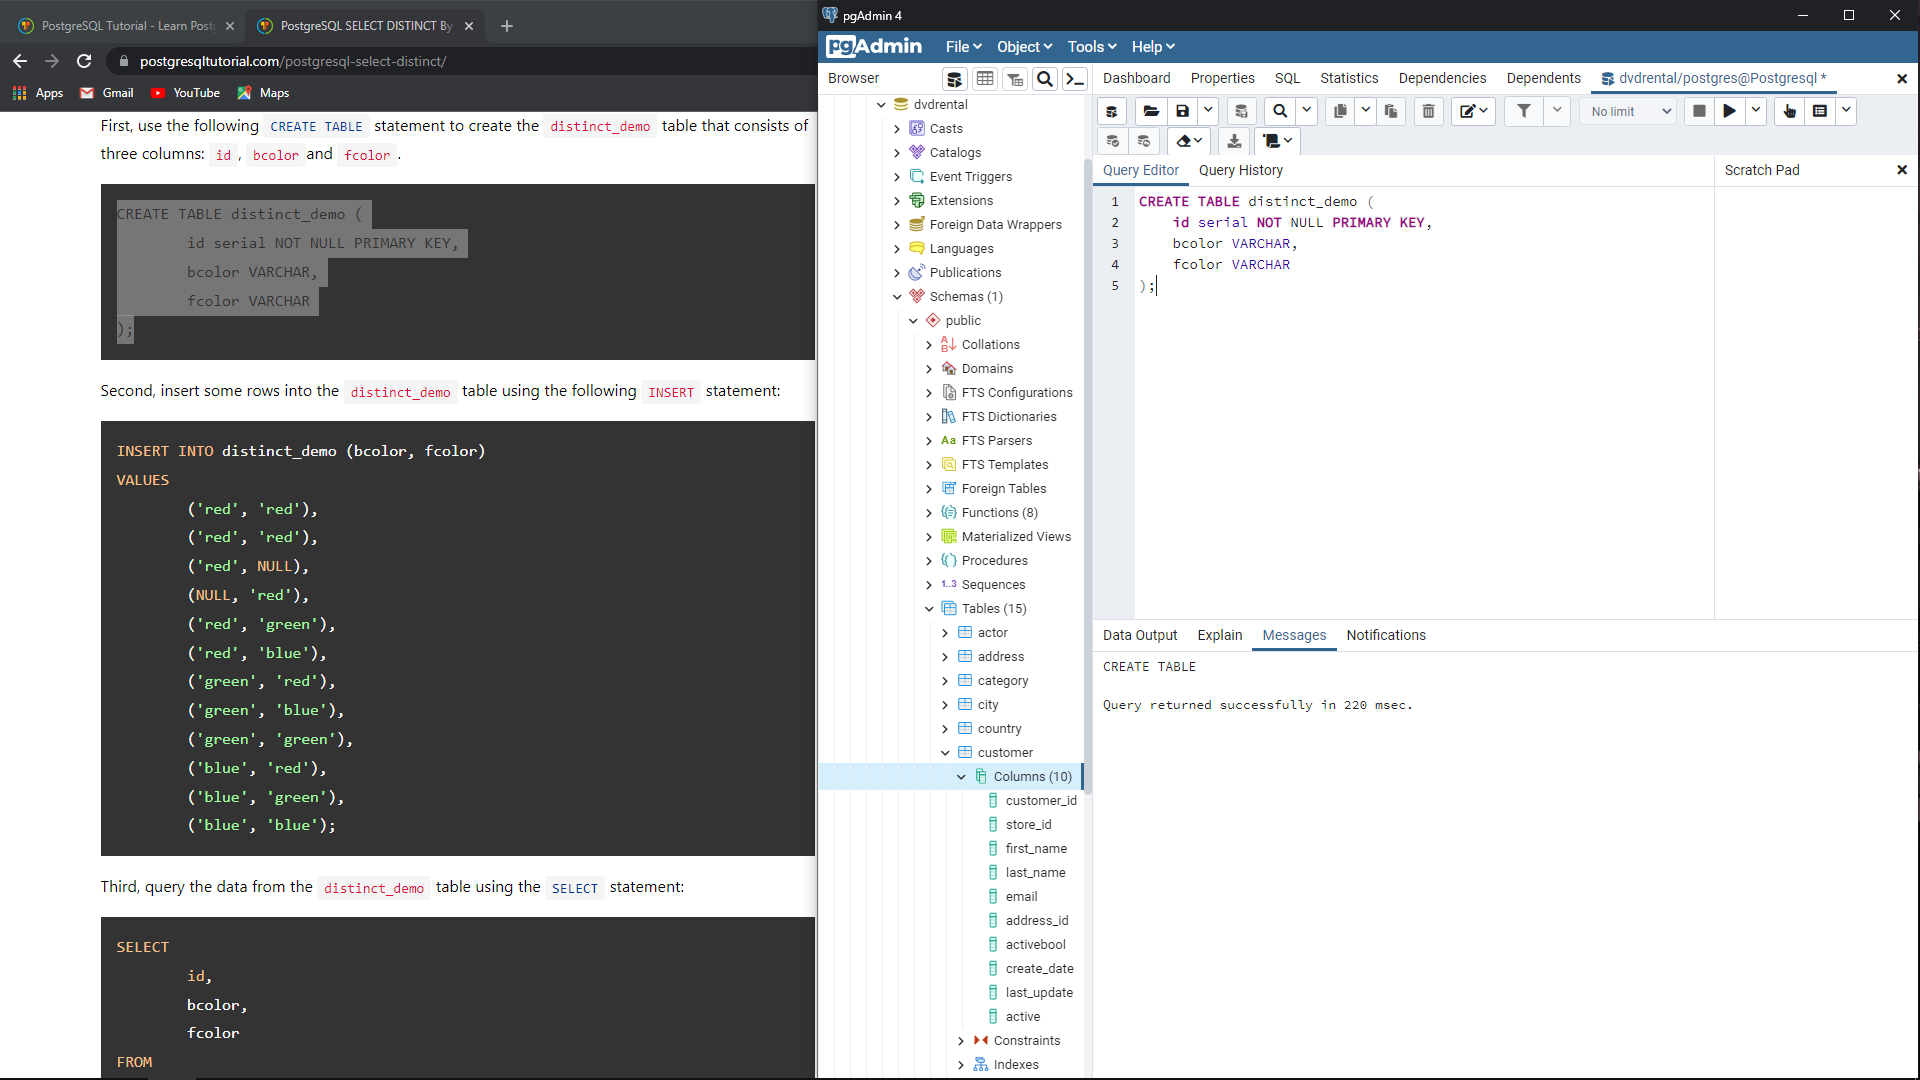 PostgreSQL Tutorial - Learn Post
PostgreSQL SELECT DISTINCT By
postgresqltutorial.com/postgresql-select-distinct/
Apps
Gmail
YouTube
Maps
First, use the following CREATE TABLE statement to create the distinct_demo table that consists of
three columns: id , bcolor and fcolor .
CREATE TABLE distinct_demo (
id serial NOT NULL PRIMARY KEY,
bcolor VARCHAR,
fcolor VARCHAR
);
Second, insert some rows into the distinct_demo table using the following INSERT statement:
INSERT INTO distinct_demo (bcolor, fcolor)
VALUES
('red', 'red'),
('red', 'red'),
('red', NULL),
(NULL, 'red'),
('red', 'green'),
('red', 'blue'),
('green', 'red'),
('green', 'blue'),
('green', 'green'),
('blue', 'red'),
('blue', 'green'),
('blue', 'blue');
Third, query the data from the distinct_demo table using the SELECT statement:
SELECT
id,
bcolor,
fcolor
FROM
pgAdmin 4
pgAdmin
File
Object
Tools
Help
Browser
dvdrental
Casts
Catalogs
Event Triggers
Extensions
Foreign Data Wrappers
Languages
Publications
Schemas (1)
public
Collations
Domains
FTS Configurations
FTS Dictionaries
Aa FTS Parsers
FTS Templates
Foreign Tables
Functions (8)
Materialized Views
Procedures
1..3 Sequences
Tables (15)
actor
address
category
city
country
customer
Columns (10)
customer_id
store_id
first_name
last_name
email
address_id
activebool
create_date
last_update
active
Constraints
Indexes
Dashboard
Properties
SQL
Statistics
Dependencies
Dependents
dvdrental/postgres@Postgresql *
No limit
Query Editor
Query History
Scratch Pad
1 CREATE TABLE distinct_demo (
2 id serial NOT NULL PRIMARY KEY,
3 bcolor VARCHAR,
4 fcolor VARCHAR
5 );
Data Output
Explain
Messages
Notifications
CREATE TABLE
Query returned successfully in 220 msec.